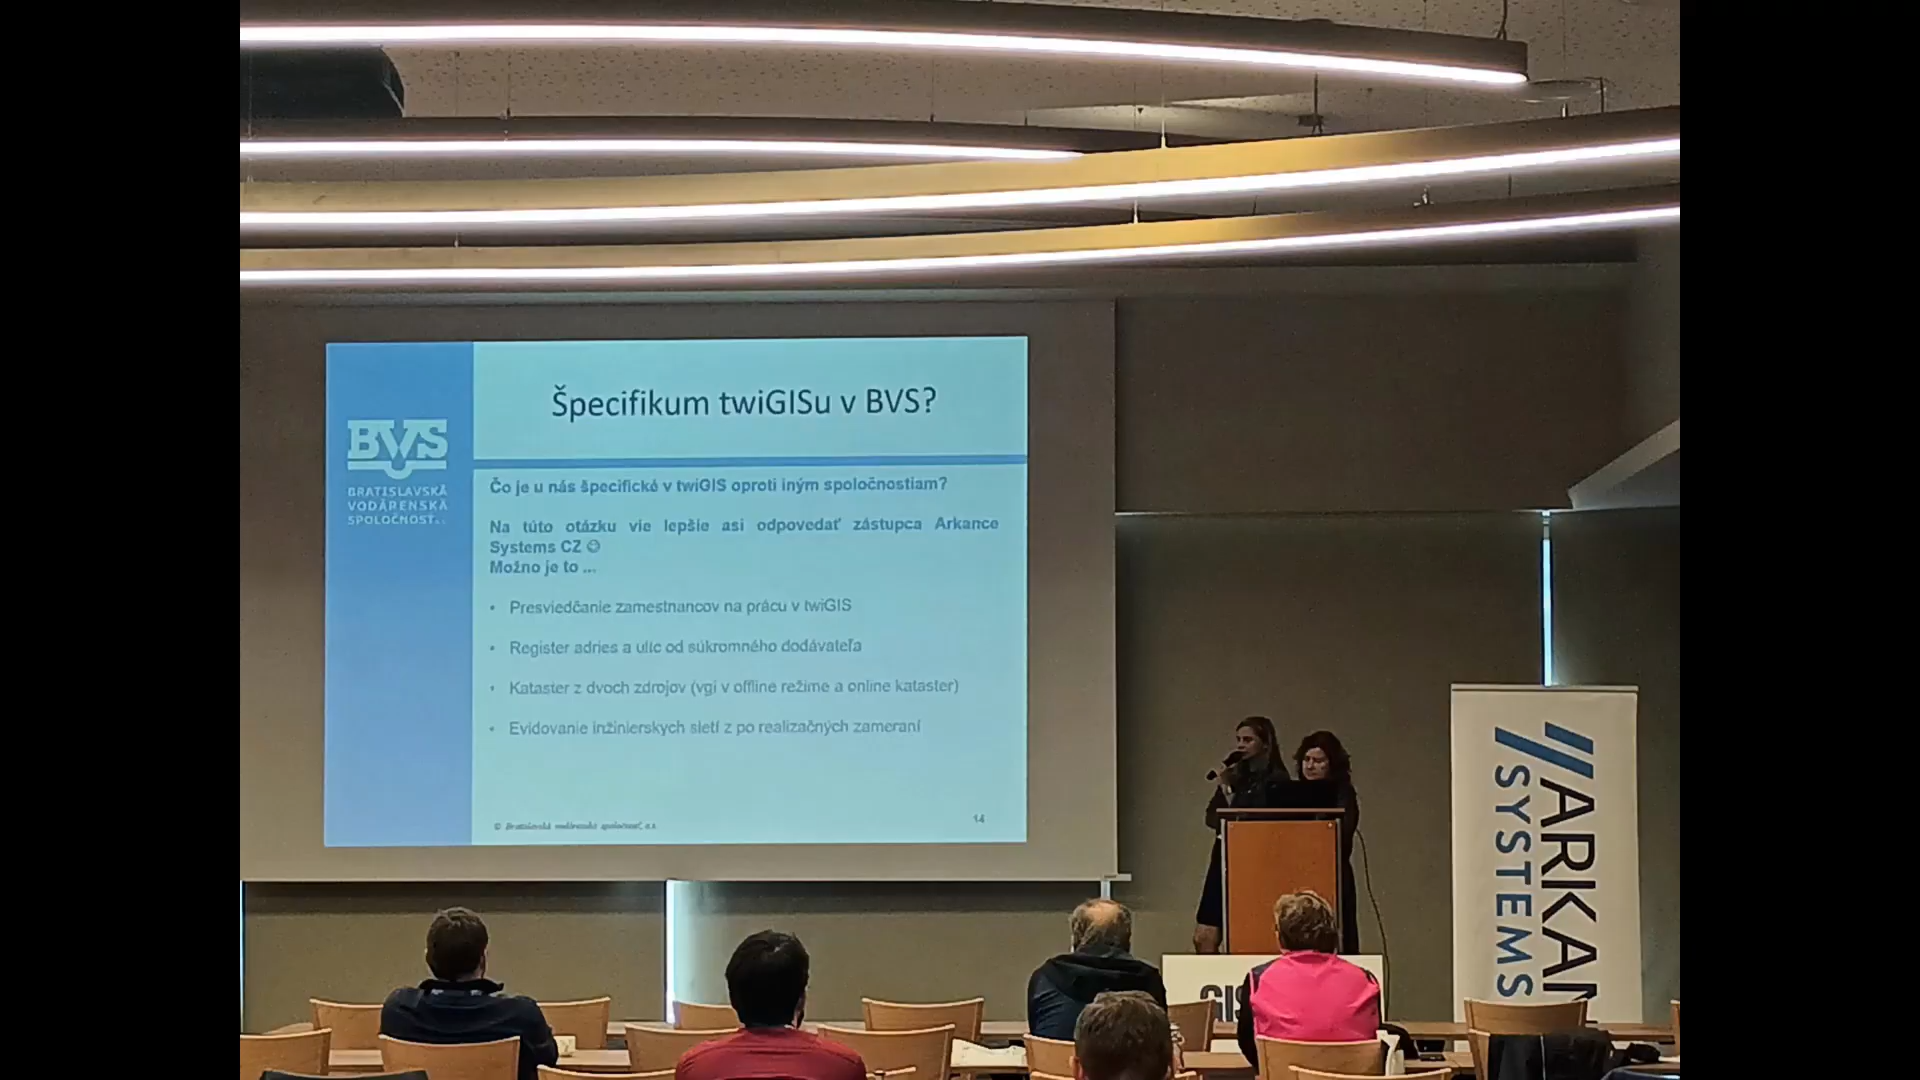 Špecifikum twiGISu v BVS?
BVS
BRATISLAVSKÁ
VODÁRENSKÁ
SPOLOČNOSŤ
Čo je u nás špecifické v twiGIS oproti iným spoločnostiam?
Na túto otázku vie lepšie asi odpovedať zástupca Arkance
Systems CZ ☺
Možno je to ...
• Presviedčanie zamestnancov na prácu v twiGIS
• Register adries a ulíc od súkromného dodávateľa
• Kataster z dvoch zdrojov (vgi v offline režime a online kataster)
• Evidovanie inžinierskych sietí z po realizačných zameraní
© Bratislavská vodárenská spoločnosť, a.s.
14
//ARKAN
SYSTEMS
GIS